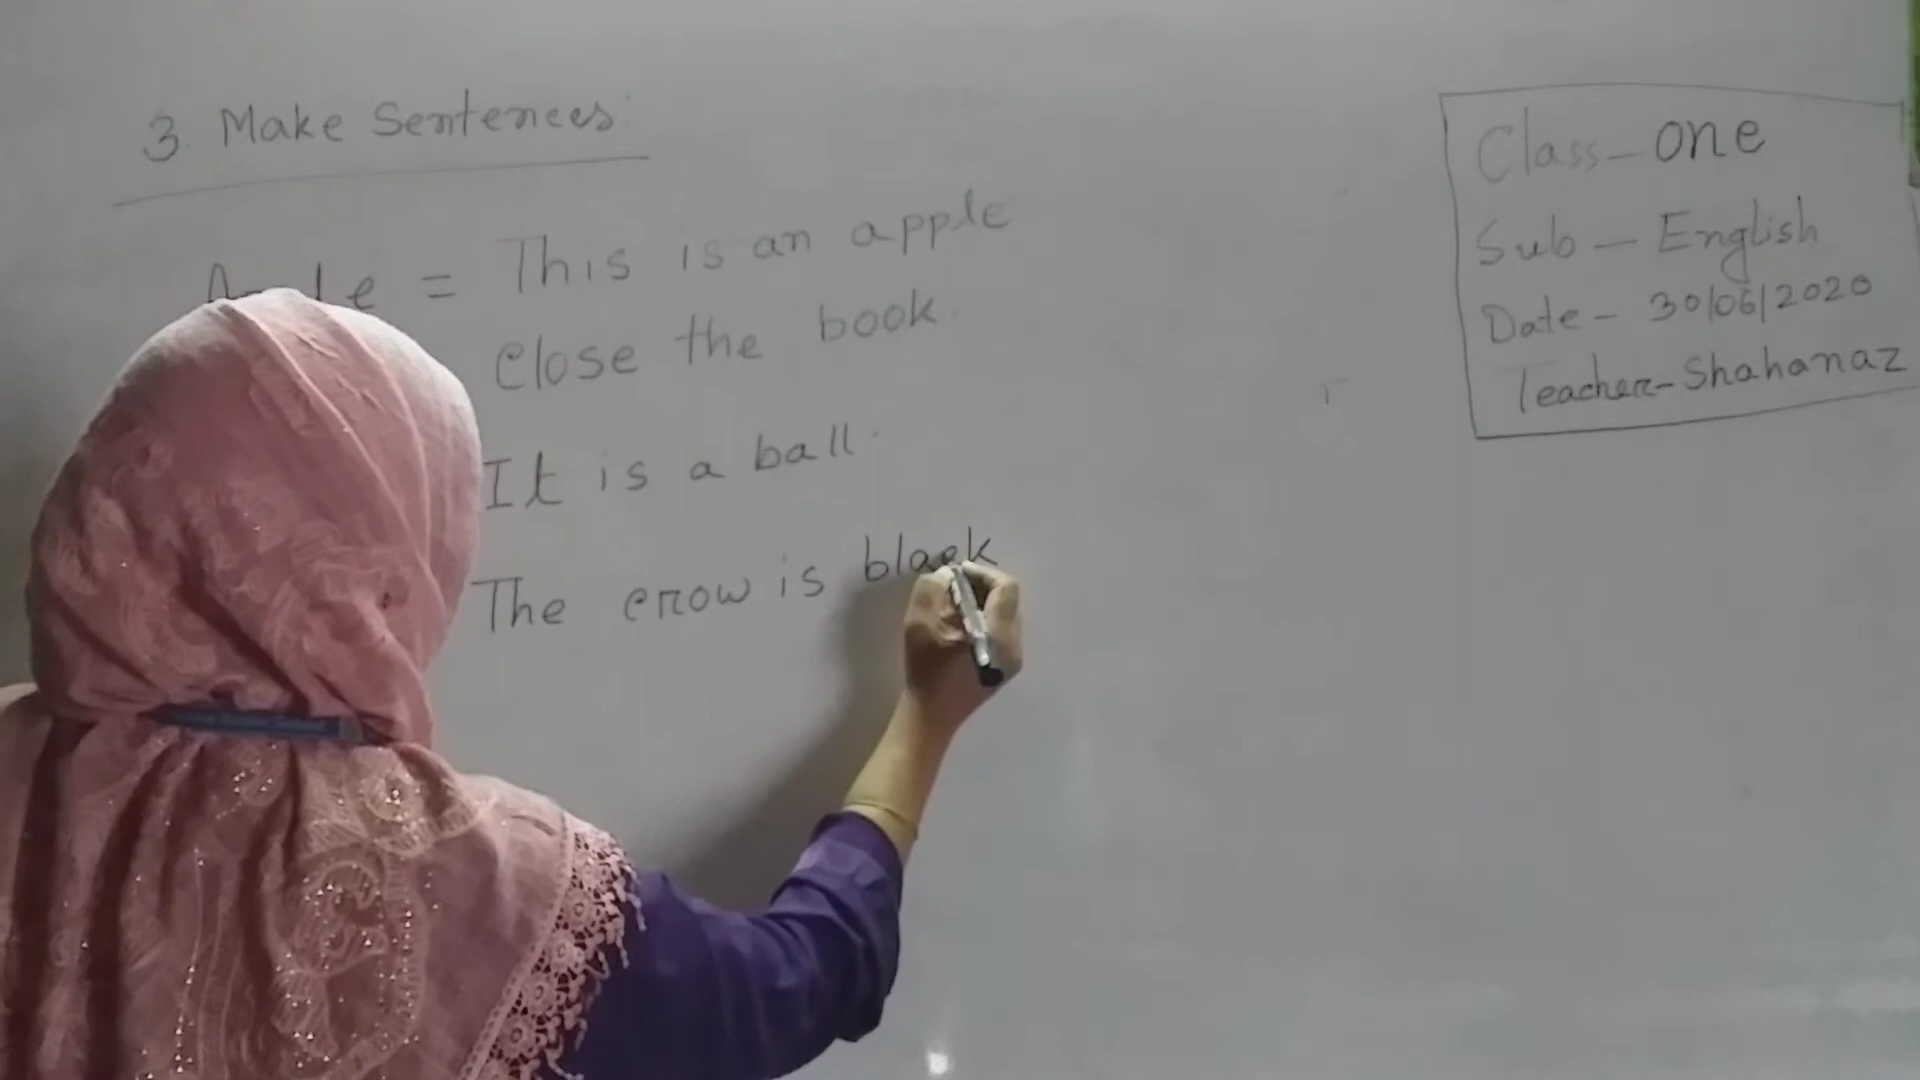 3. Make Sentences:
= This is an apple
Close the book.
It is a ball.
The crow is black
Class - one
Sub - English
Date - 30/06/2020
Teacher - Shahanaz